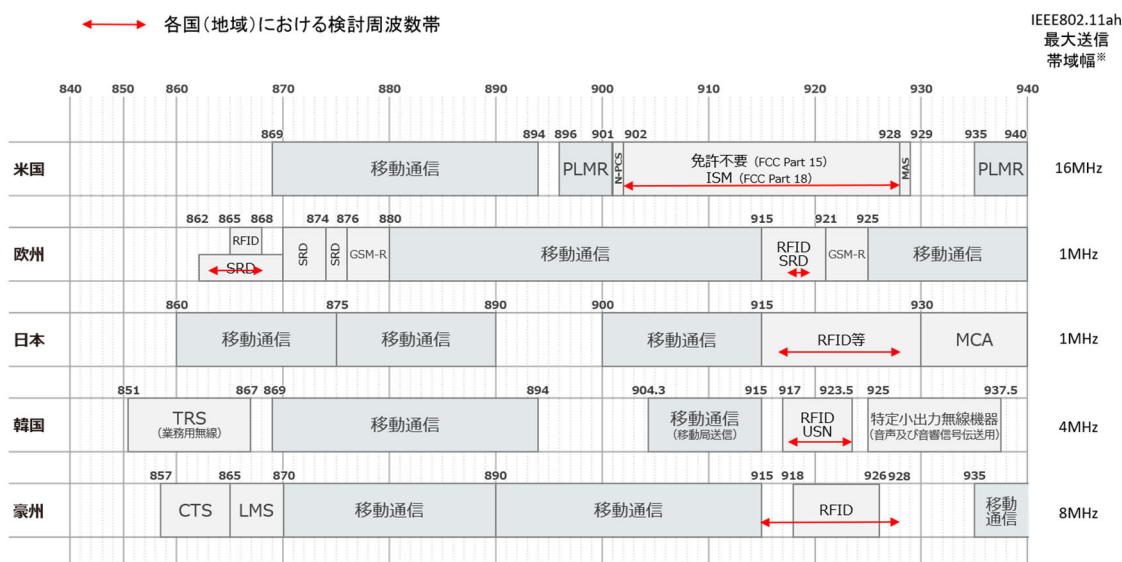 各国（地域）における検討周波数帯
IEEE802.11ah
最大送信
帯域幅※
840 850 860 870 880 890 900 910 920 930 940
869 894 896 901 902 928 929 935 940
米国
移動通信
PLMR
N-PCS
免許不要 (FCC Part 15)
ISM (FCC Part 18)
MAS
PLMR
16MHz
862 865 868 874 876 880 915 921 925
欧州
RFID
SRD
SRD
SRD
GSM-R
移動通信
RFID
SRD
GSM-R
移動通信
1MHz
860 875 890 900 915 930
日本
移動通信
移動通信
移動通信
RFID等
MCA
1MHz
851 867 869 894 904.3 915 917 923.5 925 937.5
韓国
TRS
（業務用無線）
移動通信
移動通信
（移動局送信）
RFID
USN
特定小出力無線機器
（音声及び音響信号伝送用）
4MHz
857 865 870 890 915 918 926 928 935
豪州
CTS
LMS
移動通信
移動通信
RFID
移動
通信
8MHz